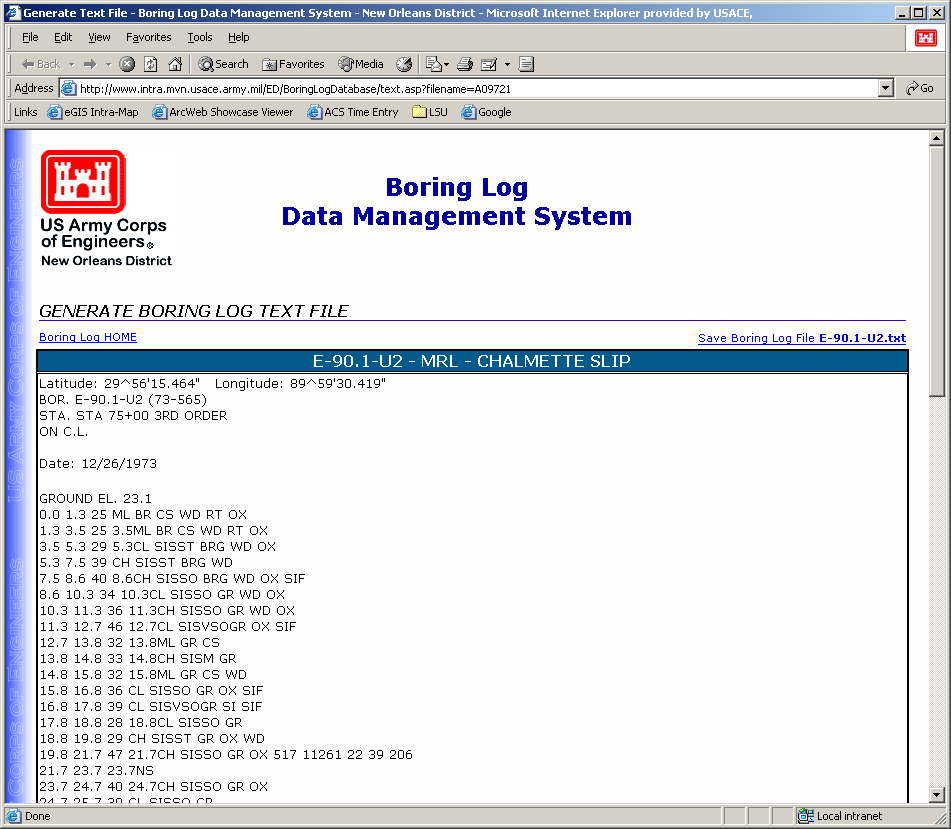 Generate Text File - Boring Log Data Management System - New Orleans District - Microsoft Internet Explorer provided by USACE,
File Edit View Favorites Tools Help
Back Search Favorites Media
Address http://www.intra.mvn.usace.army.mil/ED/BoringLogDatabase/text.asp?filename=A09721 Go
Links eGIS Intra-Map ArcWeb Showcase Viewer ACS Time Entry LSU Google
US ARMY CORPS OF ENGINEERS
CORPS OF ENGINEERS
US Army Corps
of Engineers®
New Orleans District
Boring Log
Data Management System
GENERATE BORING LOG TEXT FILE
Boring Log HOME Save Boring Log File E-90.1-U2.txt
E-90.1-U2 - MRL - CHALMETTE SLIP
Latitude: 29^56'15.464" Longitude: 89^59'30.419"
BOR. E-90.1-U2 (73-565)
STA. STA 75+00 3RD ORDER
ON C.L.
Date: 12/26/1973
GROUND EL. 23.1
0.0 1.3 25 ML BR CS WD RT OX
1.3 3.5 25 3.5ML BR CS WD RT OX
3.5 5.3 29 5.3CL SISST BRG WD OX
5.3 7.5 39 CH SISST BRG WD
7.5 8.6 40 8.6CH SISSO BRG WD OX SIF
8.6 10.3 34 10.3CL SISSO GR WD OX
10.3 11.3 36 11.3CH SISSO GR WD OX
11.3 12.7 46 12.7CL SISVSOGR OX SIF
12.7 13.8 32 13.8ML GR CS
13.8 14.8 33 14.8CH SISM GR
14.8 15.8 32 15.8ML GR CS WD
15.8 16.8 36 CL SISSO GR OX SIF
16.8 17.8 39 CL SISVSOGR SI SIF
17.8 18.8 28 18.8CL SISSO GR
18.8 19.8 29 CH SISST GR OX WD
19.8 21.7 47 21.7CH SISSO GR OX 517 11261 22 39 206
21.7 23.7 23.7NS
23.7 24.7 40 24.7CH SISSO GR OX
24.7 25.7 30 CL SISSO GR
Done Local intranet